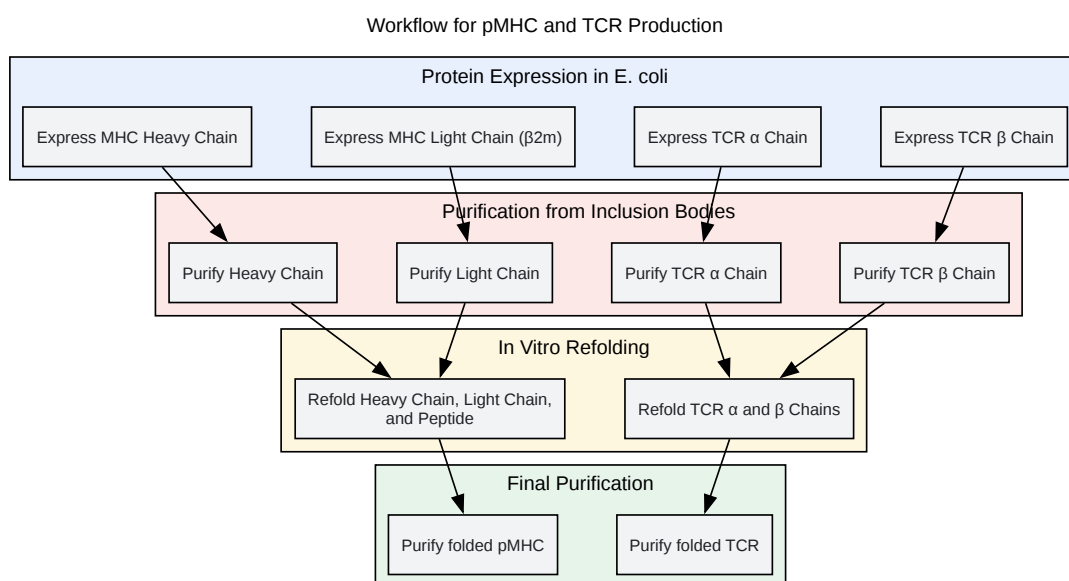 Workflow for pMHC and TCR Production
Protein Expression in E. coli
Express MHC Heavy Chain
Express MHC Light Chain (β2m)
Express TCR α Chain
Express TCR β Chain
Purification from Inclusion Bodies
Purify Heavy Chain
Purify Light Chain
Purify TCR α Chain
Purify TCR β Chain
In Vitro Refolding
Refold Heavy Chain, Light Chain,
and Peptide
Refold TCR α and β Chains
Final Purification
Purify folded pMHC
Purify folded TCR